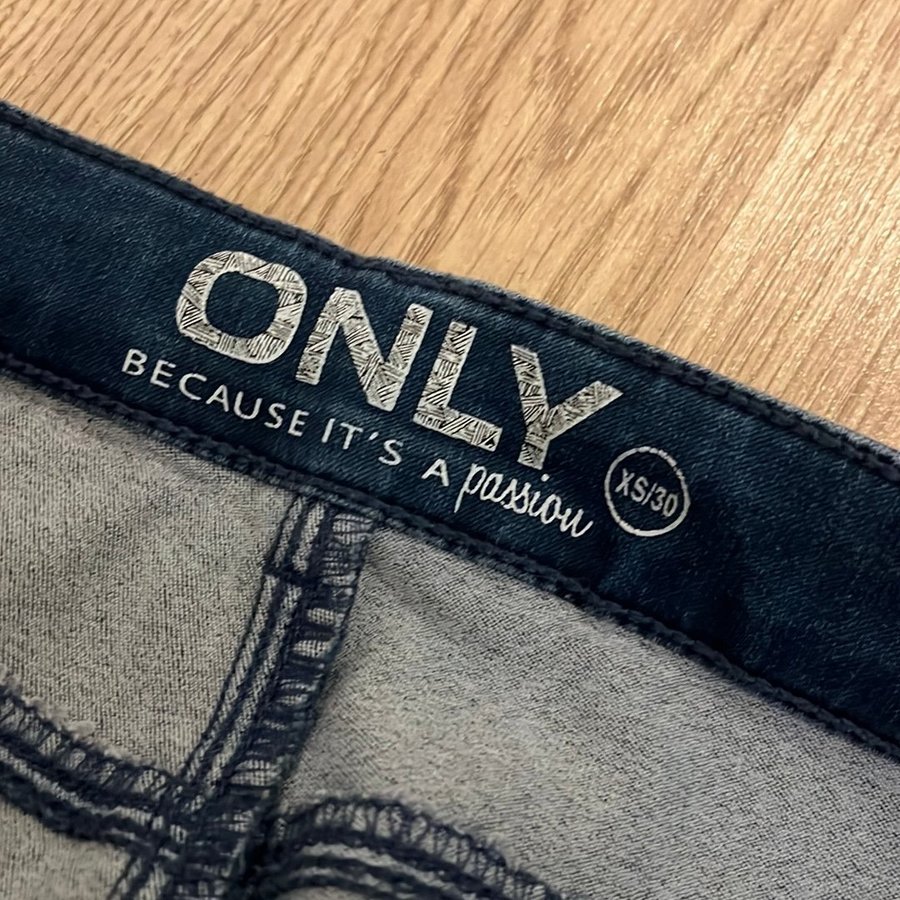 ONLY
BECAUSE IT'S A passion
XS/30